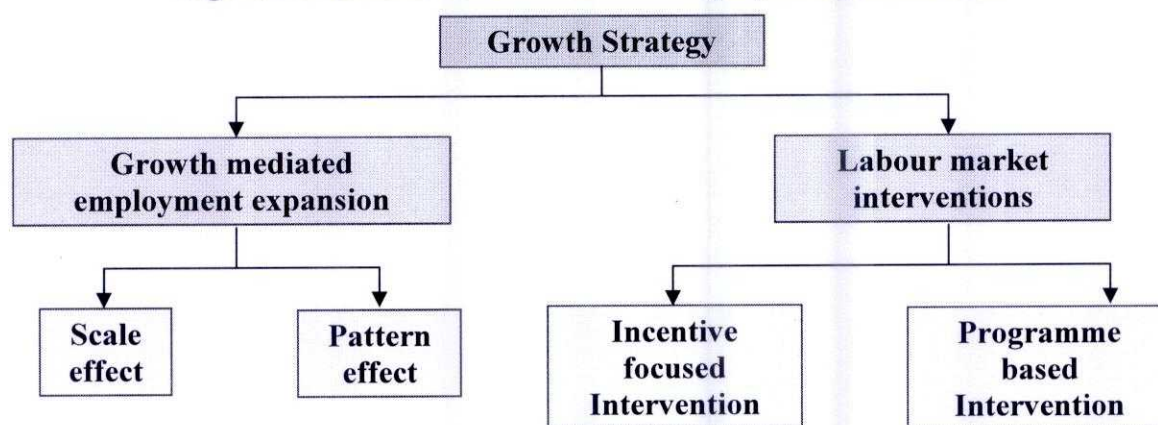 Growth Strategy
Growth mediated
employment expansion
Labour market
interventions
Scale
effect
Pattern
effect
Incentive
focused
Intervention
Programme
based
Intervention